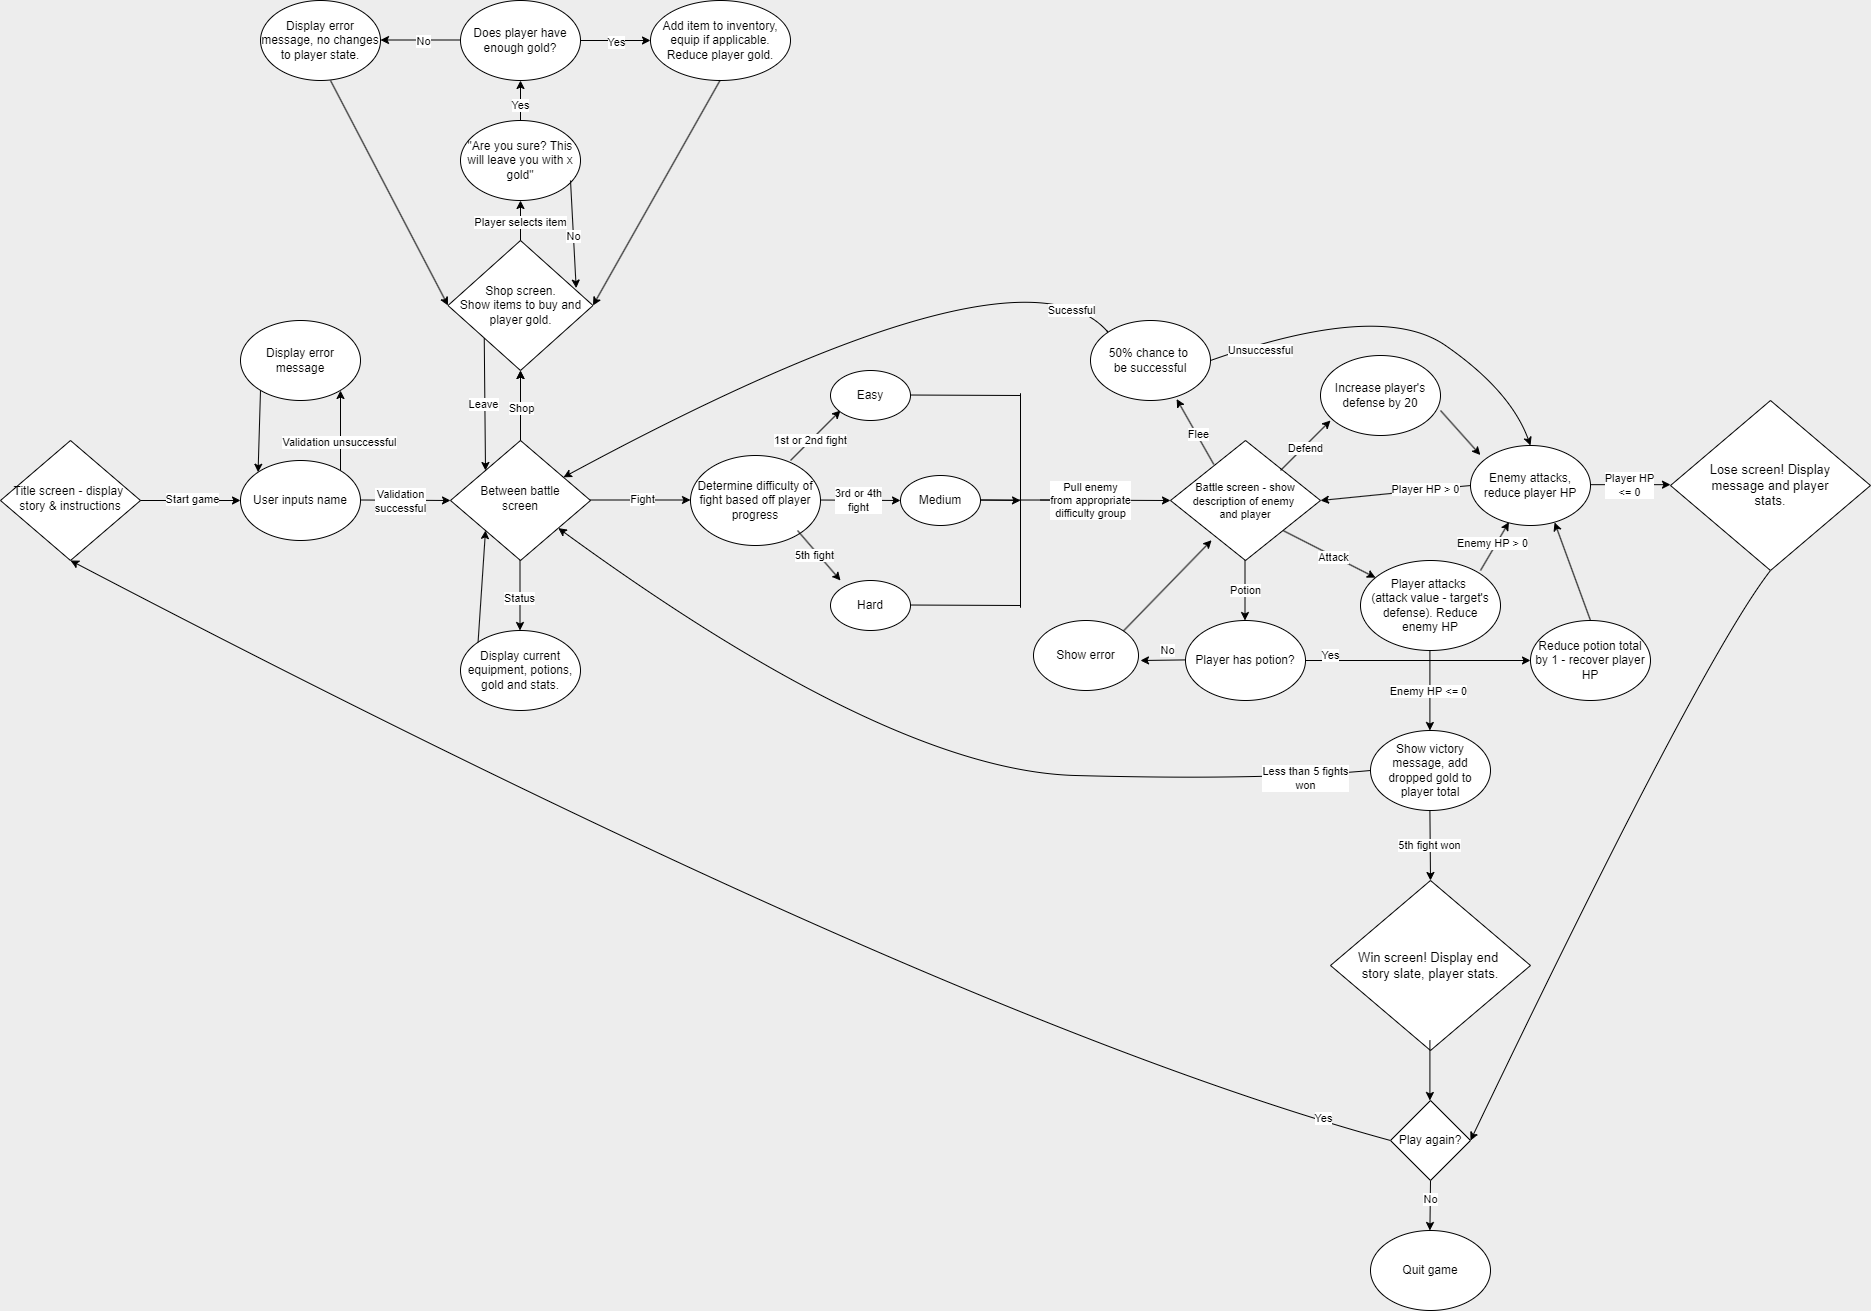 Display error
message, no changes
to player state.
No
Does player have
enough gold?
Yes
Add item to inventory,
equip if applicable.
Reduce player gold.
Yes
"Are you sure? This
will leave you with x
gold"
Player selects item
No
Shop screen.
Show items to buy and
player gold.
Leave
Shop
Display error
message
Validation unsuccessful
Title screen - display
story & instructions
Start game
User inputs name
Validation
successful
Between battle
screen
Status
Display current
equipment, potions,
gold and stats.
Fight
Determine difficulty of
fight based off player
progress
1st or 2nd fight
Easy
3rd or 4th
fight
Medium
5th fight
Hard
Pull enemy
from appropriate
difficulty group
Battle screen - show
description of enemy
and player
Sucessful
50% chance to
be successful
Unsuccessful
Flee
Defend
Increase player's
defense by 20
Enemy attacks,
reduce player HP
Player HP > 0
Player HP
<= 0
Lose screen! Display
message and player
stats.
Attack
Enemy HP > 0
Player attacks
(attack value - target's
defense). Reduce
enemy HP
Potion
Show error
No
Player has potion?
Yes
Reduce potion total
by 1 - recover player
HP
Enemy HP <= 0
Show victory
message, add
dropped gold to
player total
Less than 5 fights
won
5th fight won
Win screen! Display end
story slate, player stats.
Yes
Play again?
No
Quit game